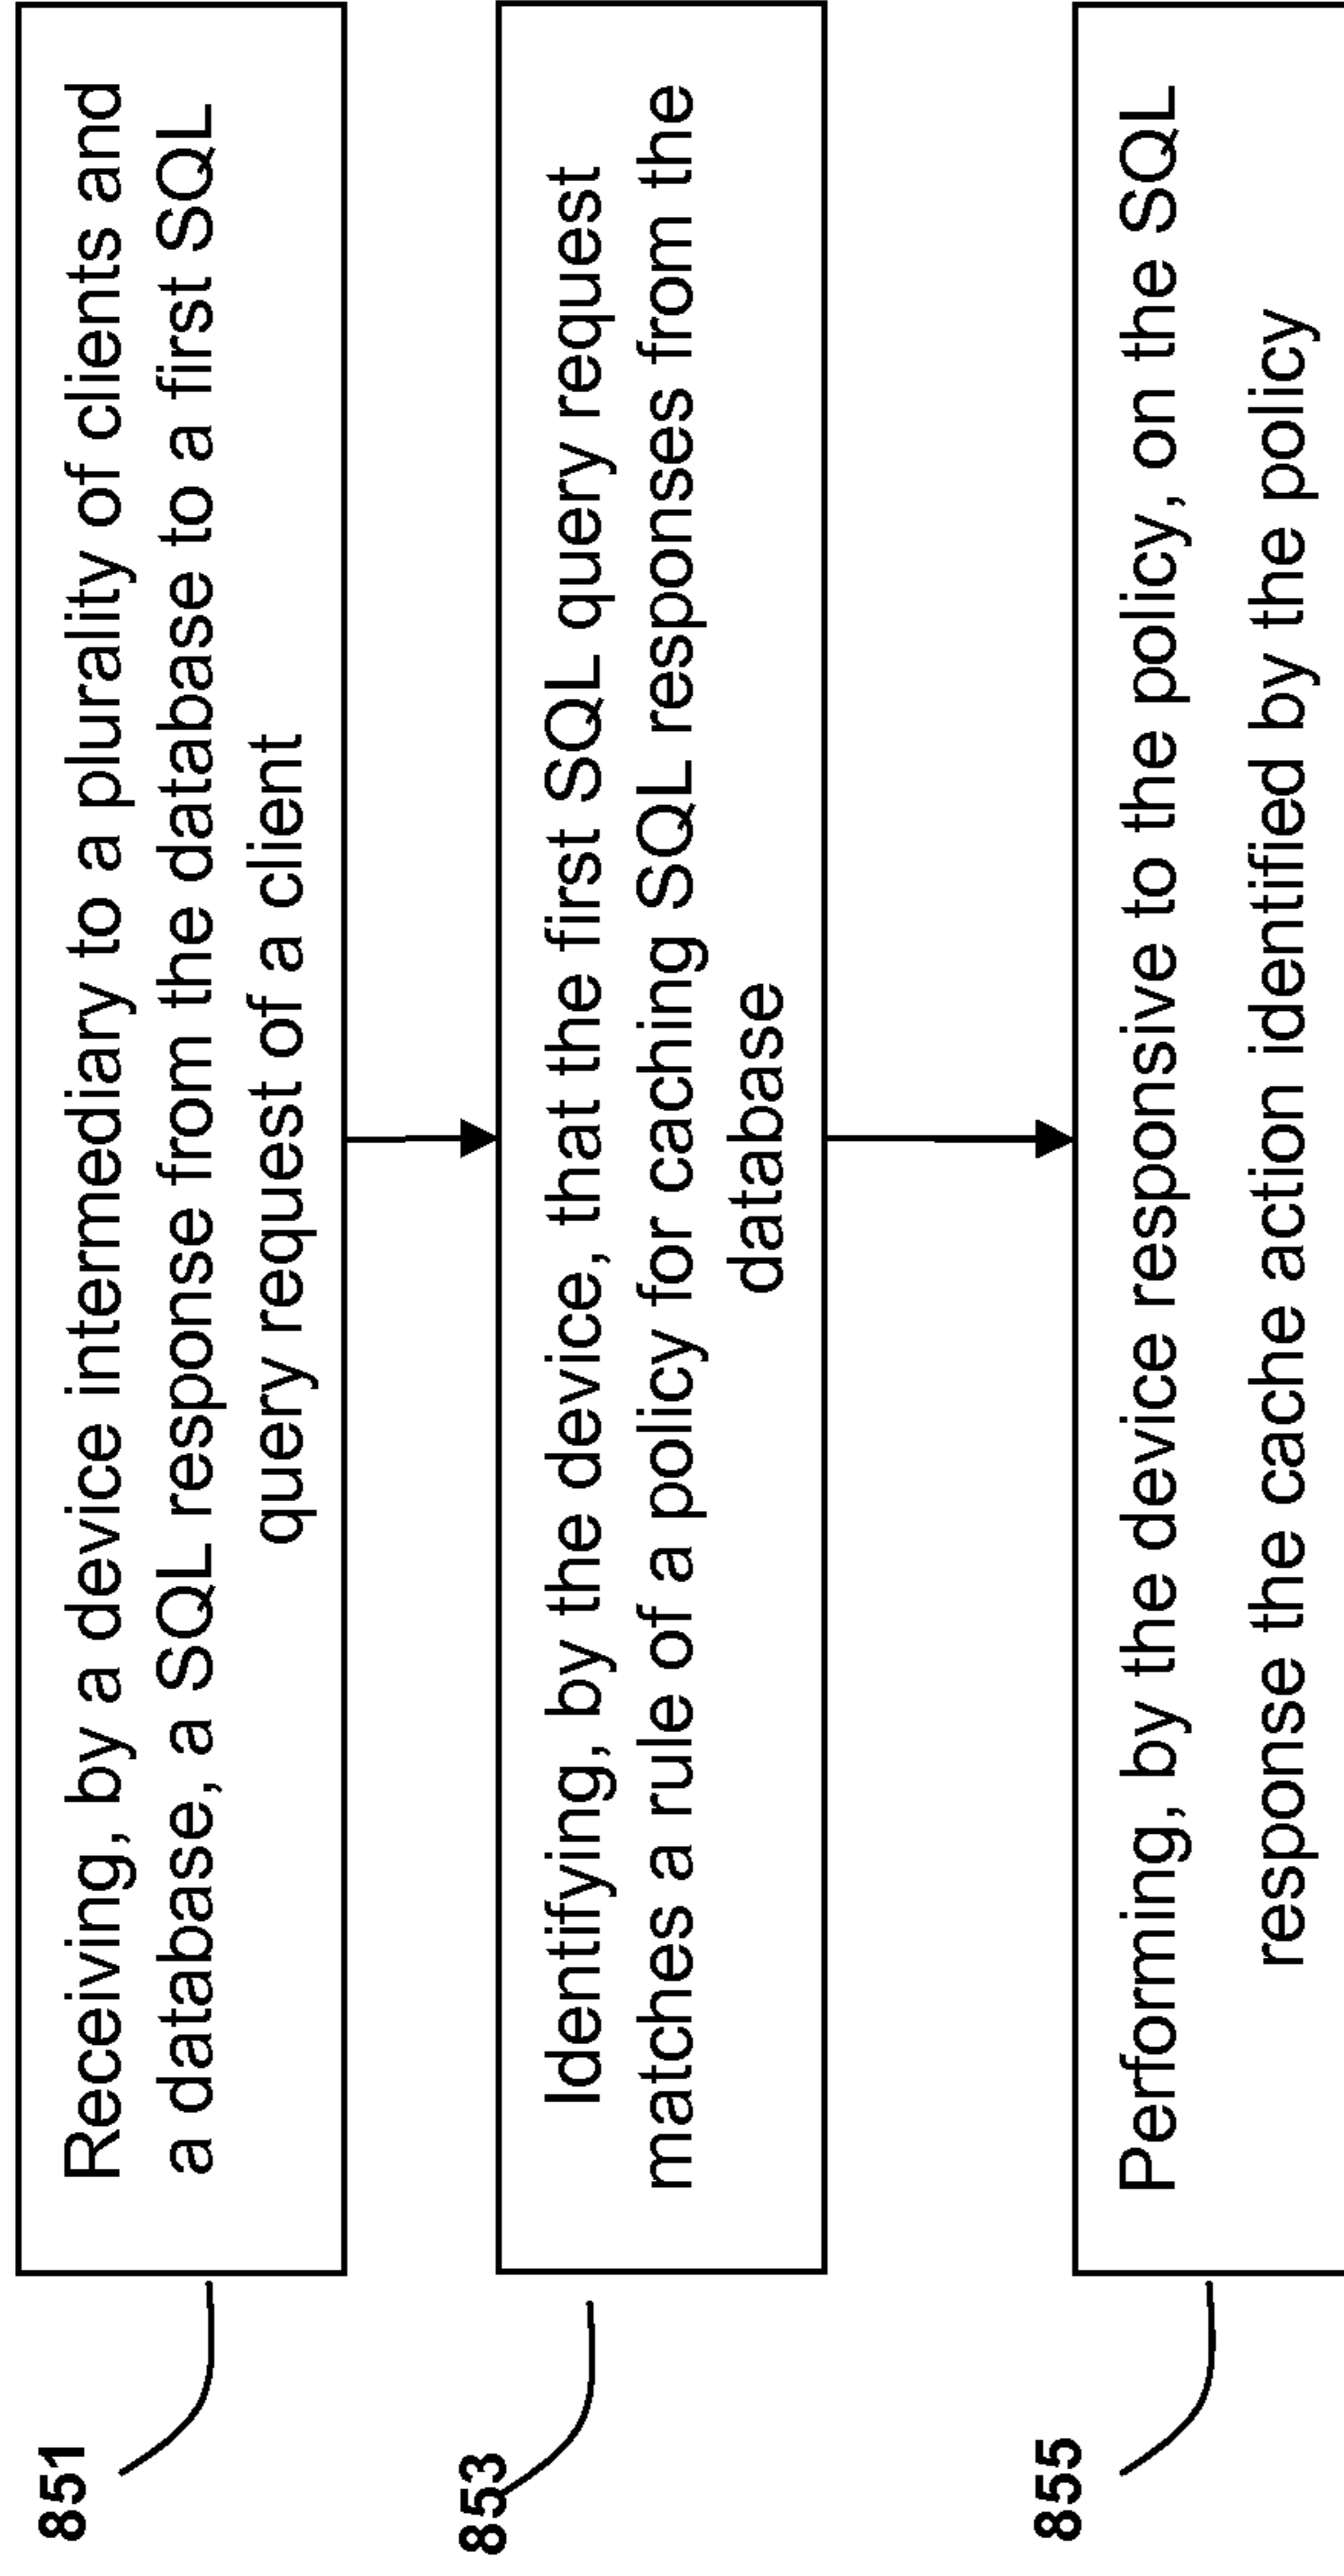 851
Receiving, by a device intermediary to a plurality of clients and
a database, a SQL response from the database to a first SQL
query request of a client
853
Identifying, by the device, that the first SQL query request
matches a rule of a policy for caching SQL responses from the
database
855
Performing, by the device responsive to the policy, on the SQL
response the cache action identified by the policy